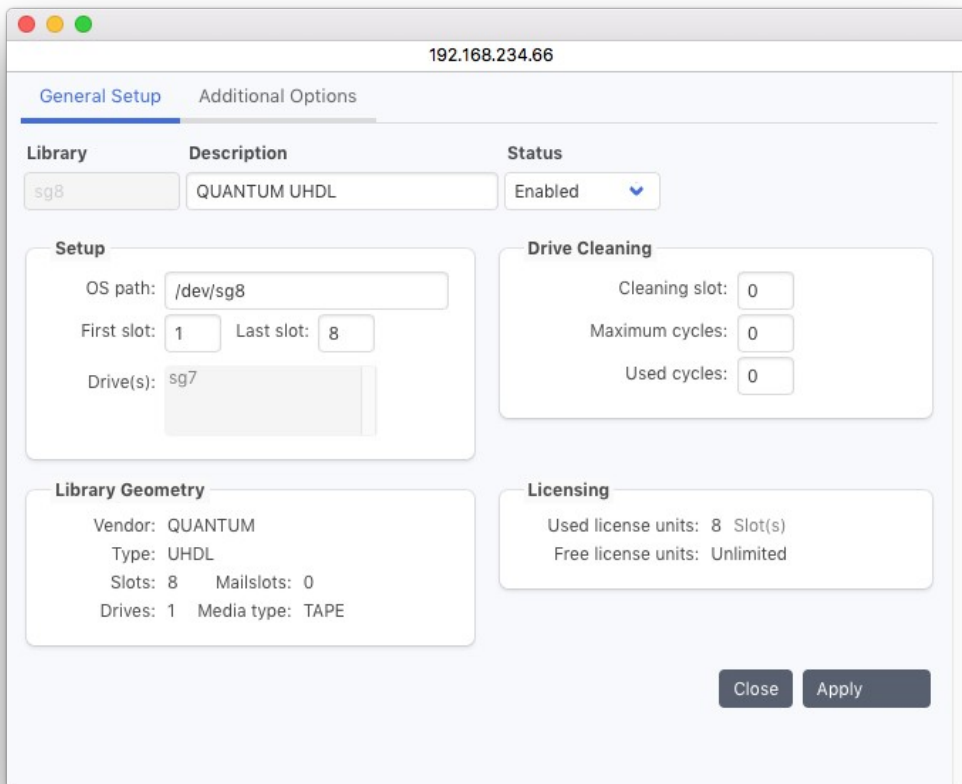 192.168.234.66
General Setup Additional Options
Library Description Status
sg8 QUANTUM UHDL Enabled
Setup
OS path: /dev/sg8
First slot: 1 Last slot: 8
Drive(s): sg7
Drive Cleaning
Cleaning slot: 0
Maximum cycles: 0
Used cycles: 0
Library Geometry
Vendor: QUANTUM
Type: UHDL
Slots: 8 Mailslots: 0
Drives: 1 Media type: TAPE
Licensing
Used license units: 8 Slot(s)
Free license units: Unlimited
Close Apply